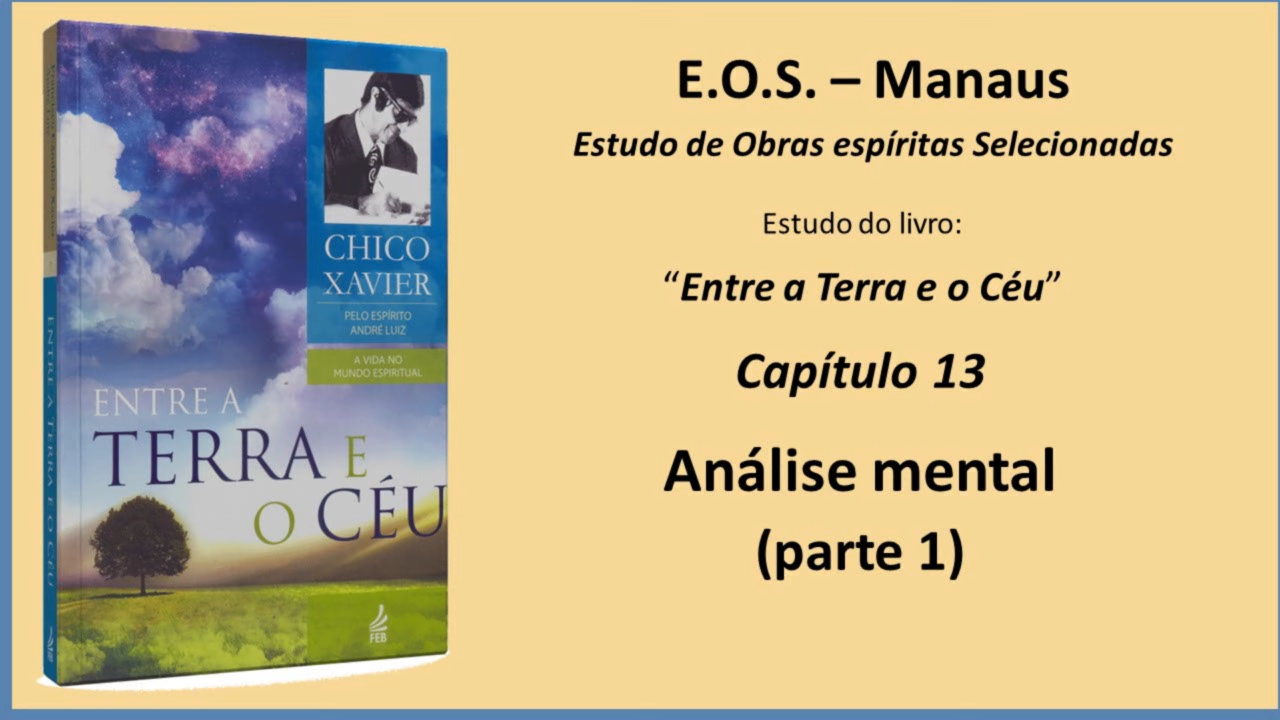 CHICO
XAVIER
PELO ESPÍRITO
ANDRÉ LUIZ
A VIDA NO
MUNDO ESPIRITUAL
ENTRE A
TERRA E
O CÉU
FEB
ENTRE A TERRA E O CÉU
E.O.S. – Manaus
Estudo de Obras espíritas Selecionadas
Estudo do livro:
“Entre a Terra e o Céu”
Capítulo 13
Análise mental
(parte 1)